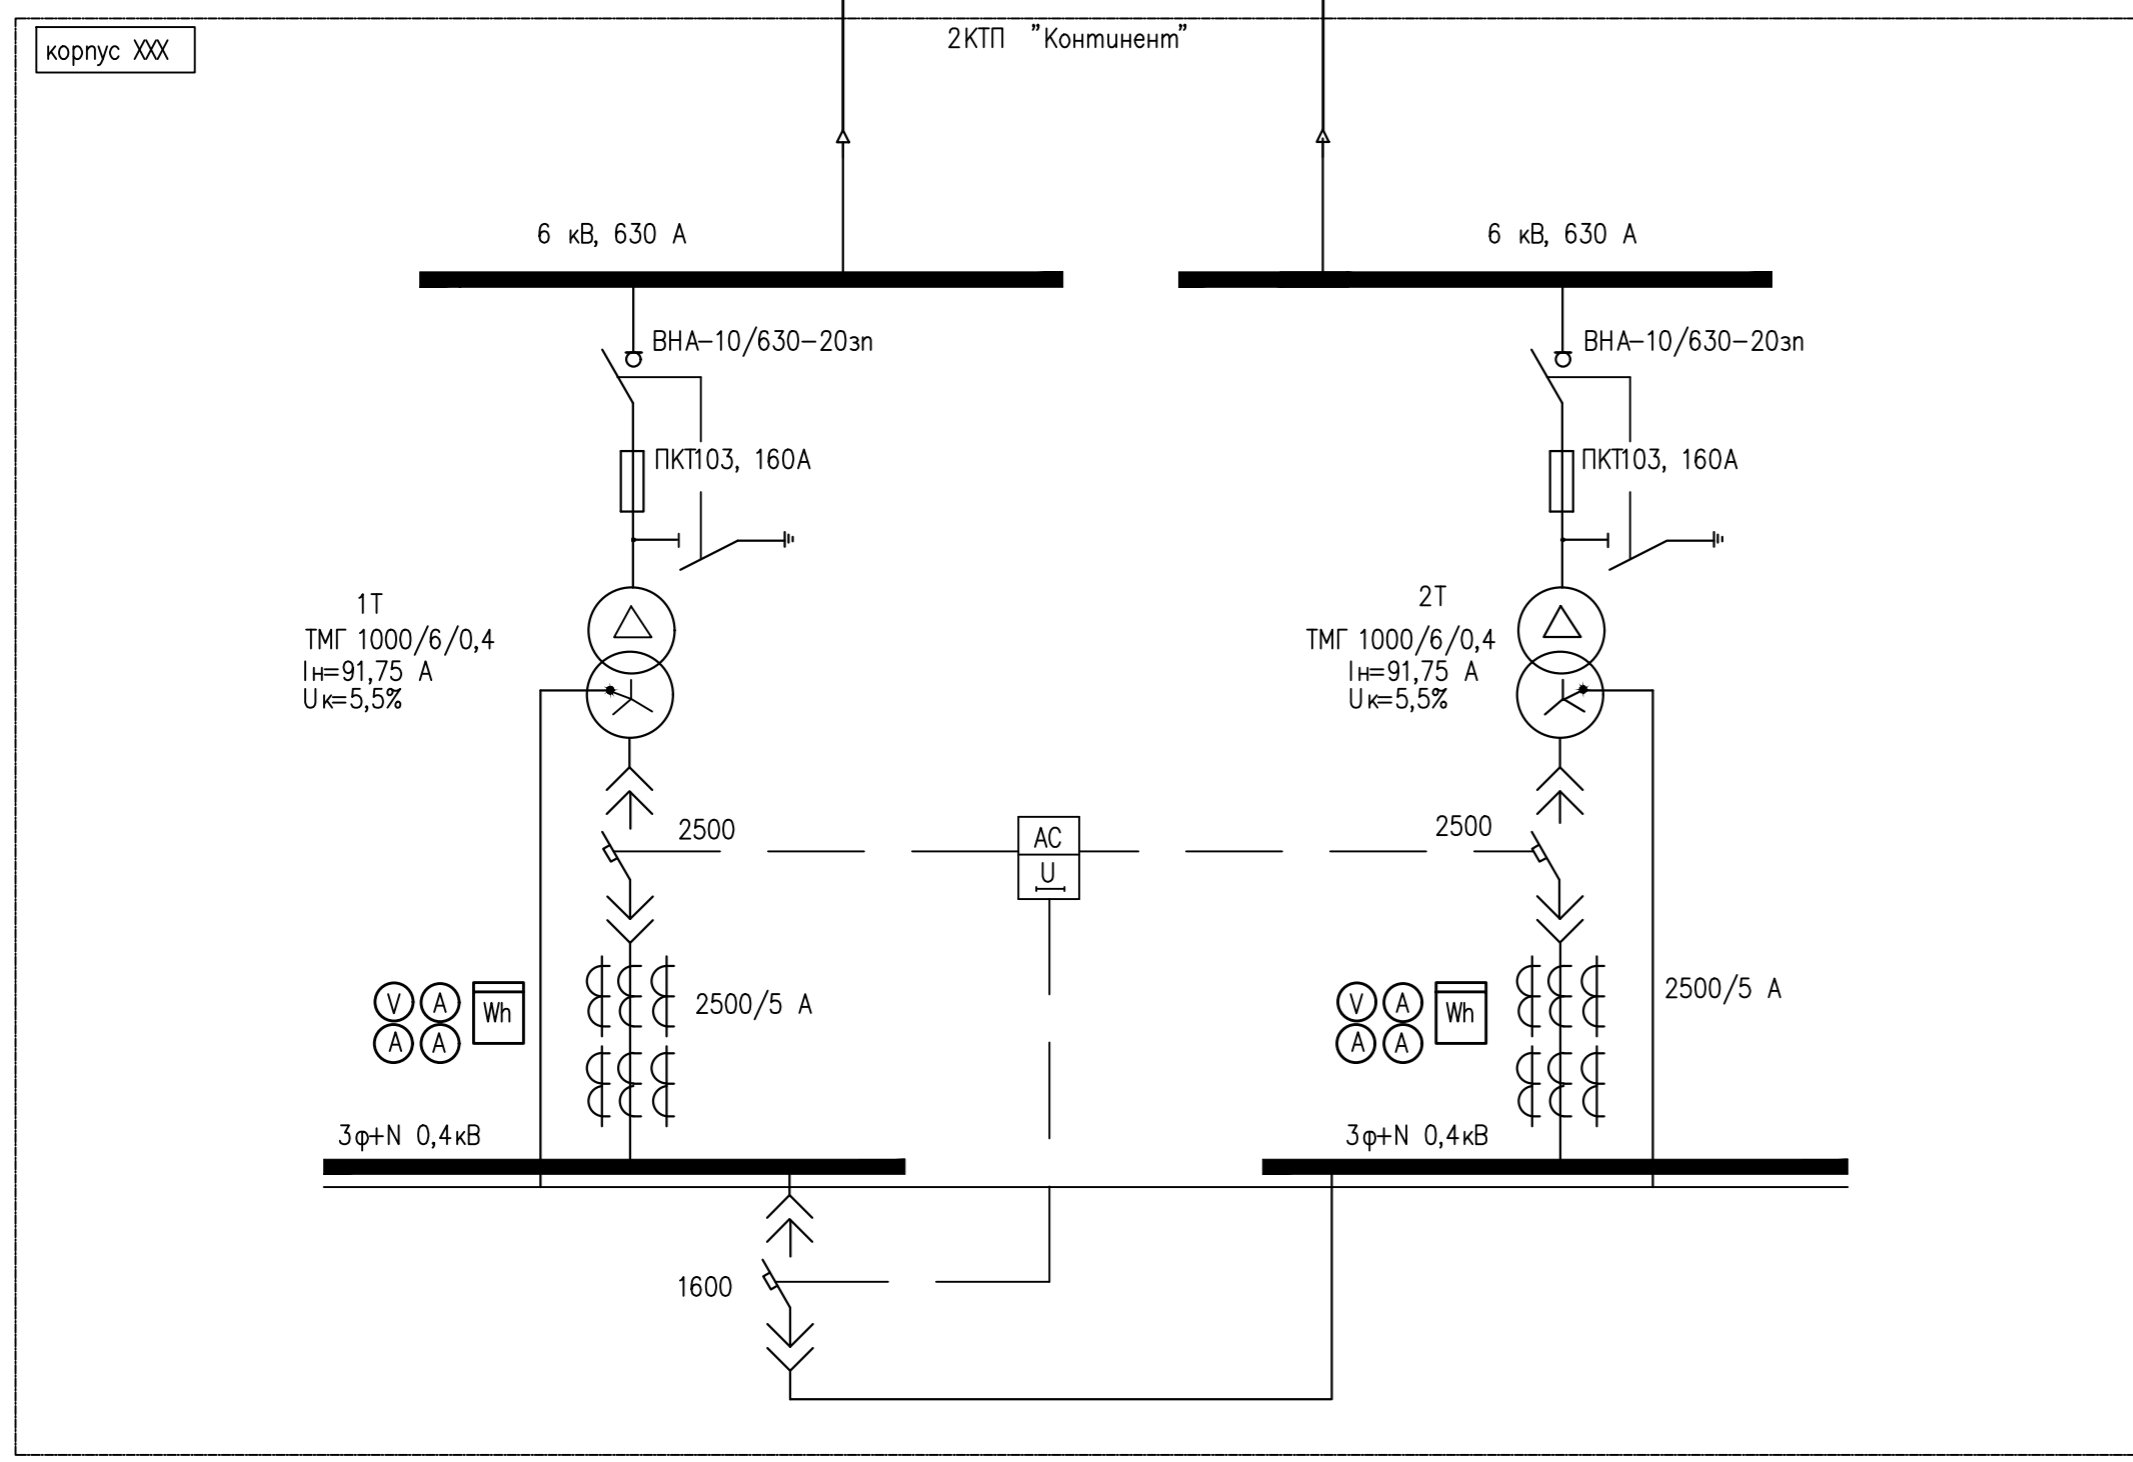 корпус XXX
2КТП "Континент"
6 кВ, 630 А
6 кВ, 630 А
ВНА-10/630-20зп
ВНА-10/630-20зп
ПКТ103, 160А
ПКТ103, 160А
1Т
ТМГ 1000/6/0,4
Iн=91,75 А
Uк=5,5%
2Т
ТМГ 1000/6/0,4
Iн=91,75 А
Uк=5,5%
2500
AC
U
2500
V A
A A
Wh
2500/5 А
V A
A A
Wh
2500/5 А
3ф+N 0,4кВ
3ф+N 0,4кВ
1600